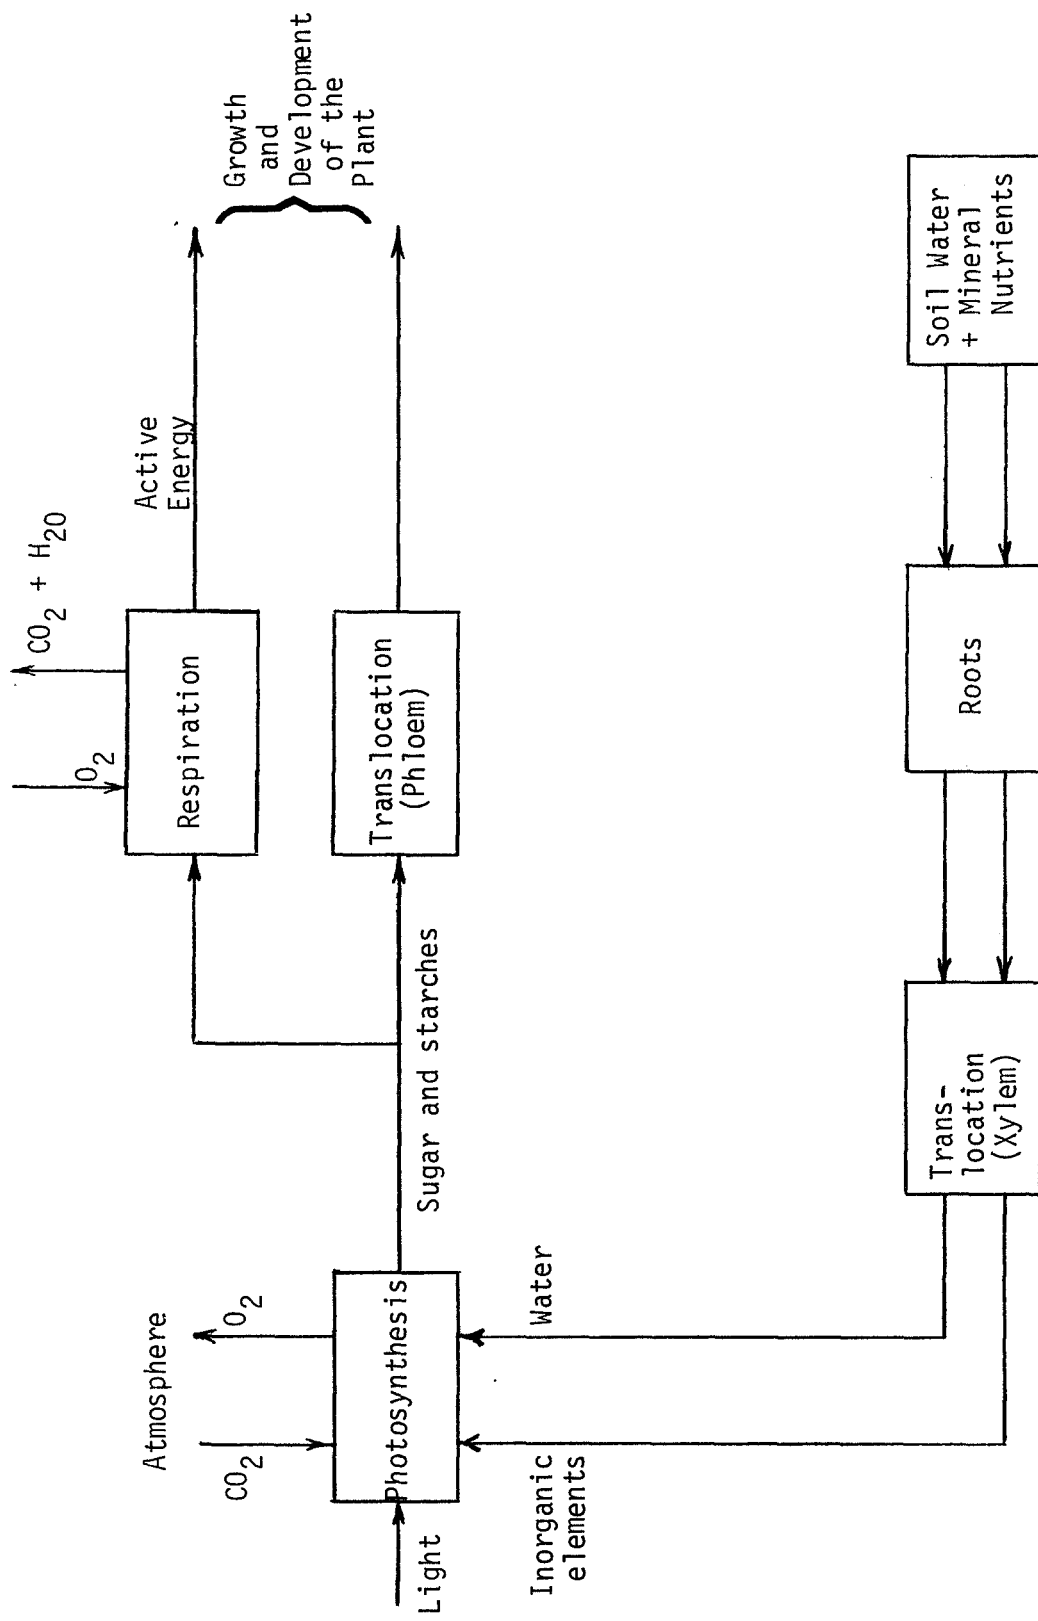 Atmosphere
CO2
O2
O2
CO2 + H2O
Light
Photosynthesis
Sugar and starches
Respiration
Active
Energy
Translocation
(Phloem)
Growth
and
Development
of the
Plant
Inorganic
elements
Water
Trans-
location
(Xylem)
Roots
Soil Water
+ Mineral
Nutrients